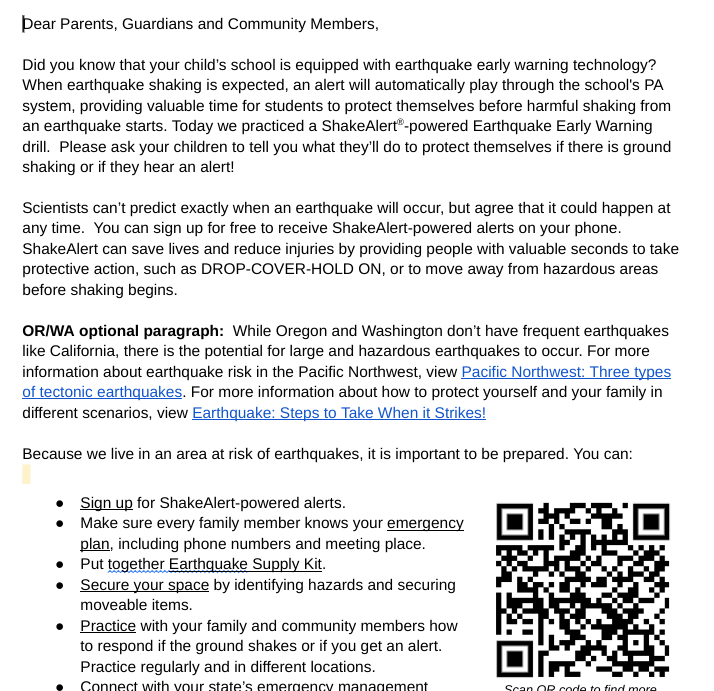 Dear Parents, Guardians and Community Members,
Did you know that your child's school is equipped with earthquake early warning technology?
When earthquake shaking is expected, an alert will automatically play through the school's PA
system, providing valuable time for students to protect themselves before harmful shaking from
an earthquake starts. Today we practiced a ShakeAlert®-powered Earthquake Early Warning
drill.  Please ask your children to tell you what they'll do to protect themselves if there is ground
shaking or if they hear an alert!
Scientists can't predict exactly when an earthquake will occur, but agree that it could happen at
any time.  You can sign up for free to receive ShakeAlert-powered alerts on your phone.
ShakeAlert can save lives and reduce injuries by providing people with valuable seconds to take
protective action, such as DROP-COVER-HOLD ON, or to move away from hazardous areas
before shaking begins.
OR/WA optional paragraph:  While Oregon and Washington don't have frequent earthquakes
like California, there is the potential for large and hazardous earthquakes to occur. For more
information about earthquake risk in the Pacific Northwest, view Pacific Northwest: Three types
of tectonic earthquakes. For more information about how to protect yourself and your family in
different scenarios, view Earthquake: Steps to Take When it Strikes!
Because we live in an area at risk of earthquakes, it is important to be prepared. You can:
● Sign up for ShakeAlert-powered alerts.
● Make sure every family member knows your emergency
plan, including phone numbers and meeting place.
● Put together Earthquake Supply Kit.
● Secure your space by identifying hazards and securing
moveable items.
● Practice with your family and community members how
to respond if the ground shakes or if you get an alert.
Practice regularly and in different locations.
● Connect with your state's emergency management
Scan QR code to find more